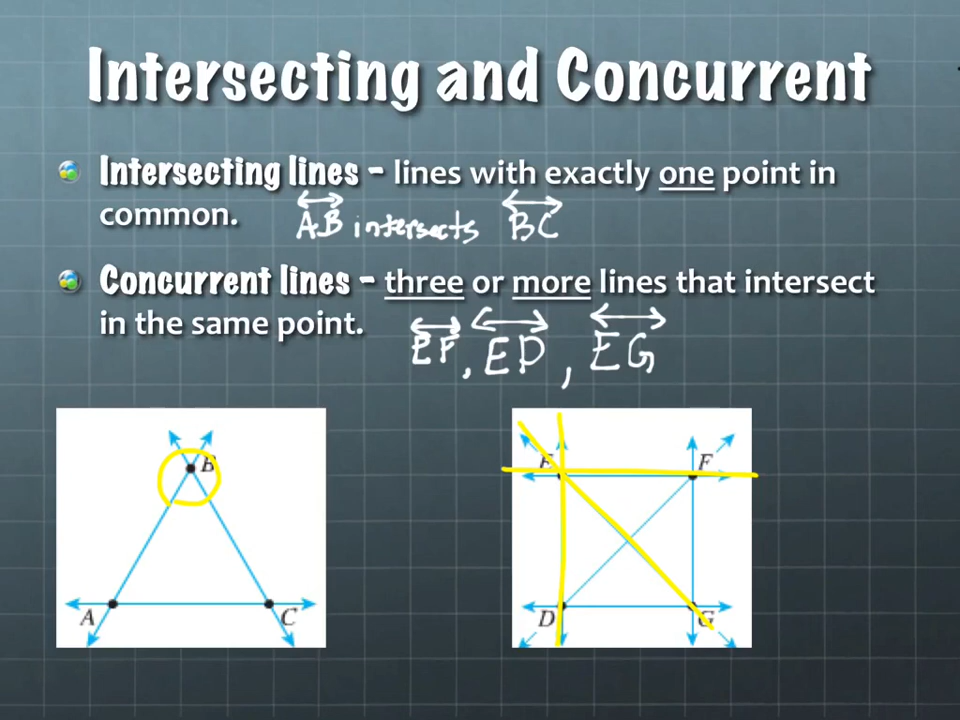 Intersecting and Concurrent
Intersecting lines – lines with exactly one point in
common. AB intersects BC
Concurrent lines – three or more lines that intersect
in the same point. EF, ED, EG
B
A
C
E
F
D
G